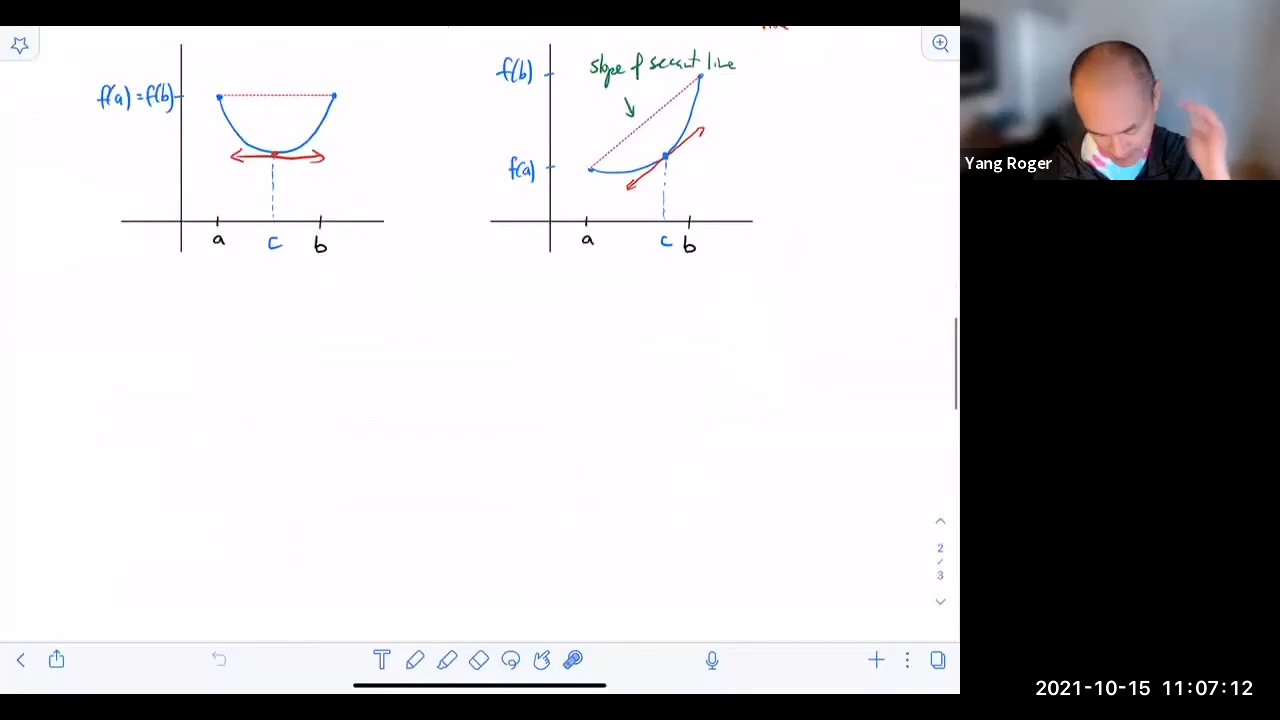 f(a) = f(b)
a
c
b
f(b)
slope of secant line
f(a)
a
c
b
Yang Roger
2
3
T
2021-10-15 11:07:12